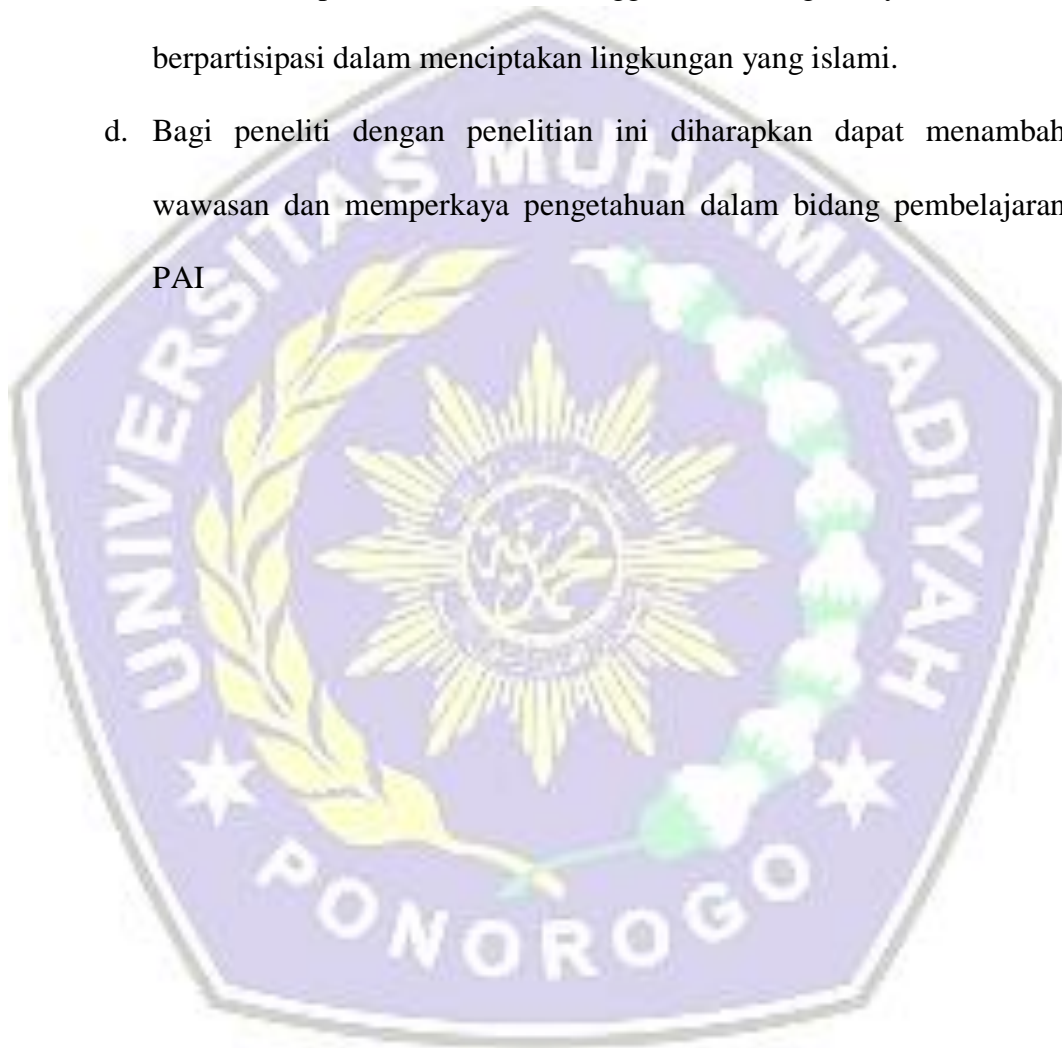 berpartisipasi dalam menciptakan lingkungan yang islami.
d. Bagi peneliti dengan penelitian ini diharapkan dapat menambah
wawasan dan memperkaya pengetahuan dalam bidang pembelajaran
PAI
UNIVERSITAS MUHAMMADIYAH
PONOROGO